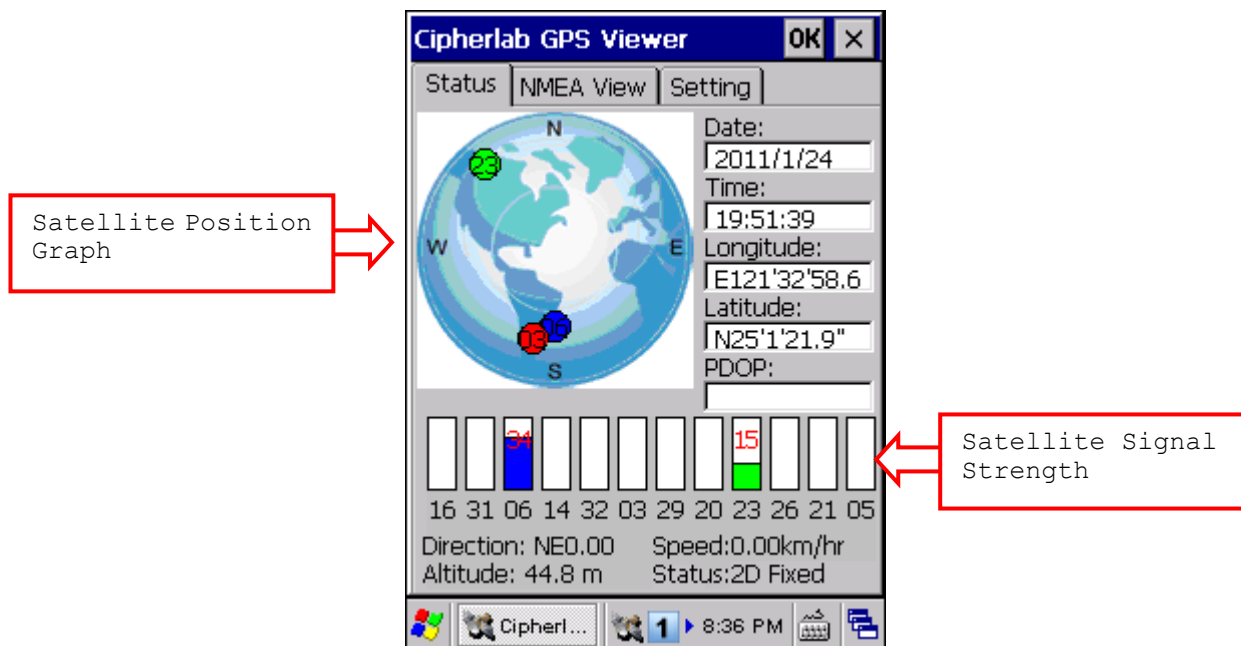 Cipherlab GPS Viewer OK ×
Status NMEA View Setting
N
W
E
S
23
06
03
Satellite Position
Graph
Date:
2011/1/24
Time:
19:51:39
Longitude:
E121'32'58.6
Latitude:
N25'1'21.9"
PDOP:
34 15
16 31 06 14 32 03 29 20 23 26 21 05
Satellite Signal
Strength
Direction: NE0.00 Speed:0.00km/hr
Altitude: 44.8 m Status:2D Fixed
Cipherl... 1 8:36 PM